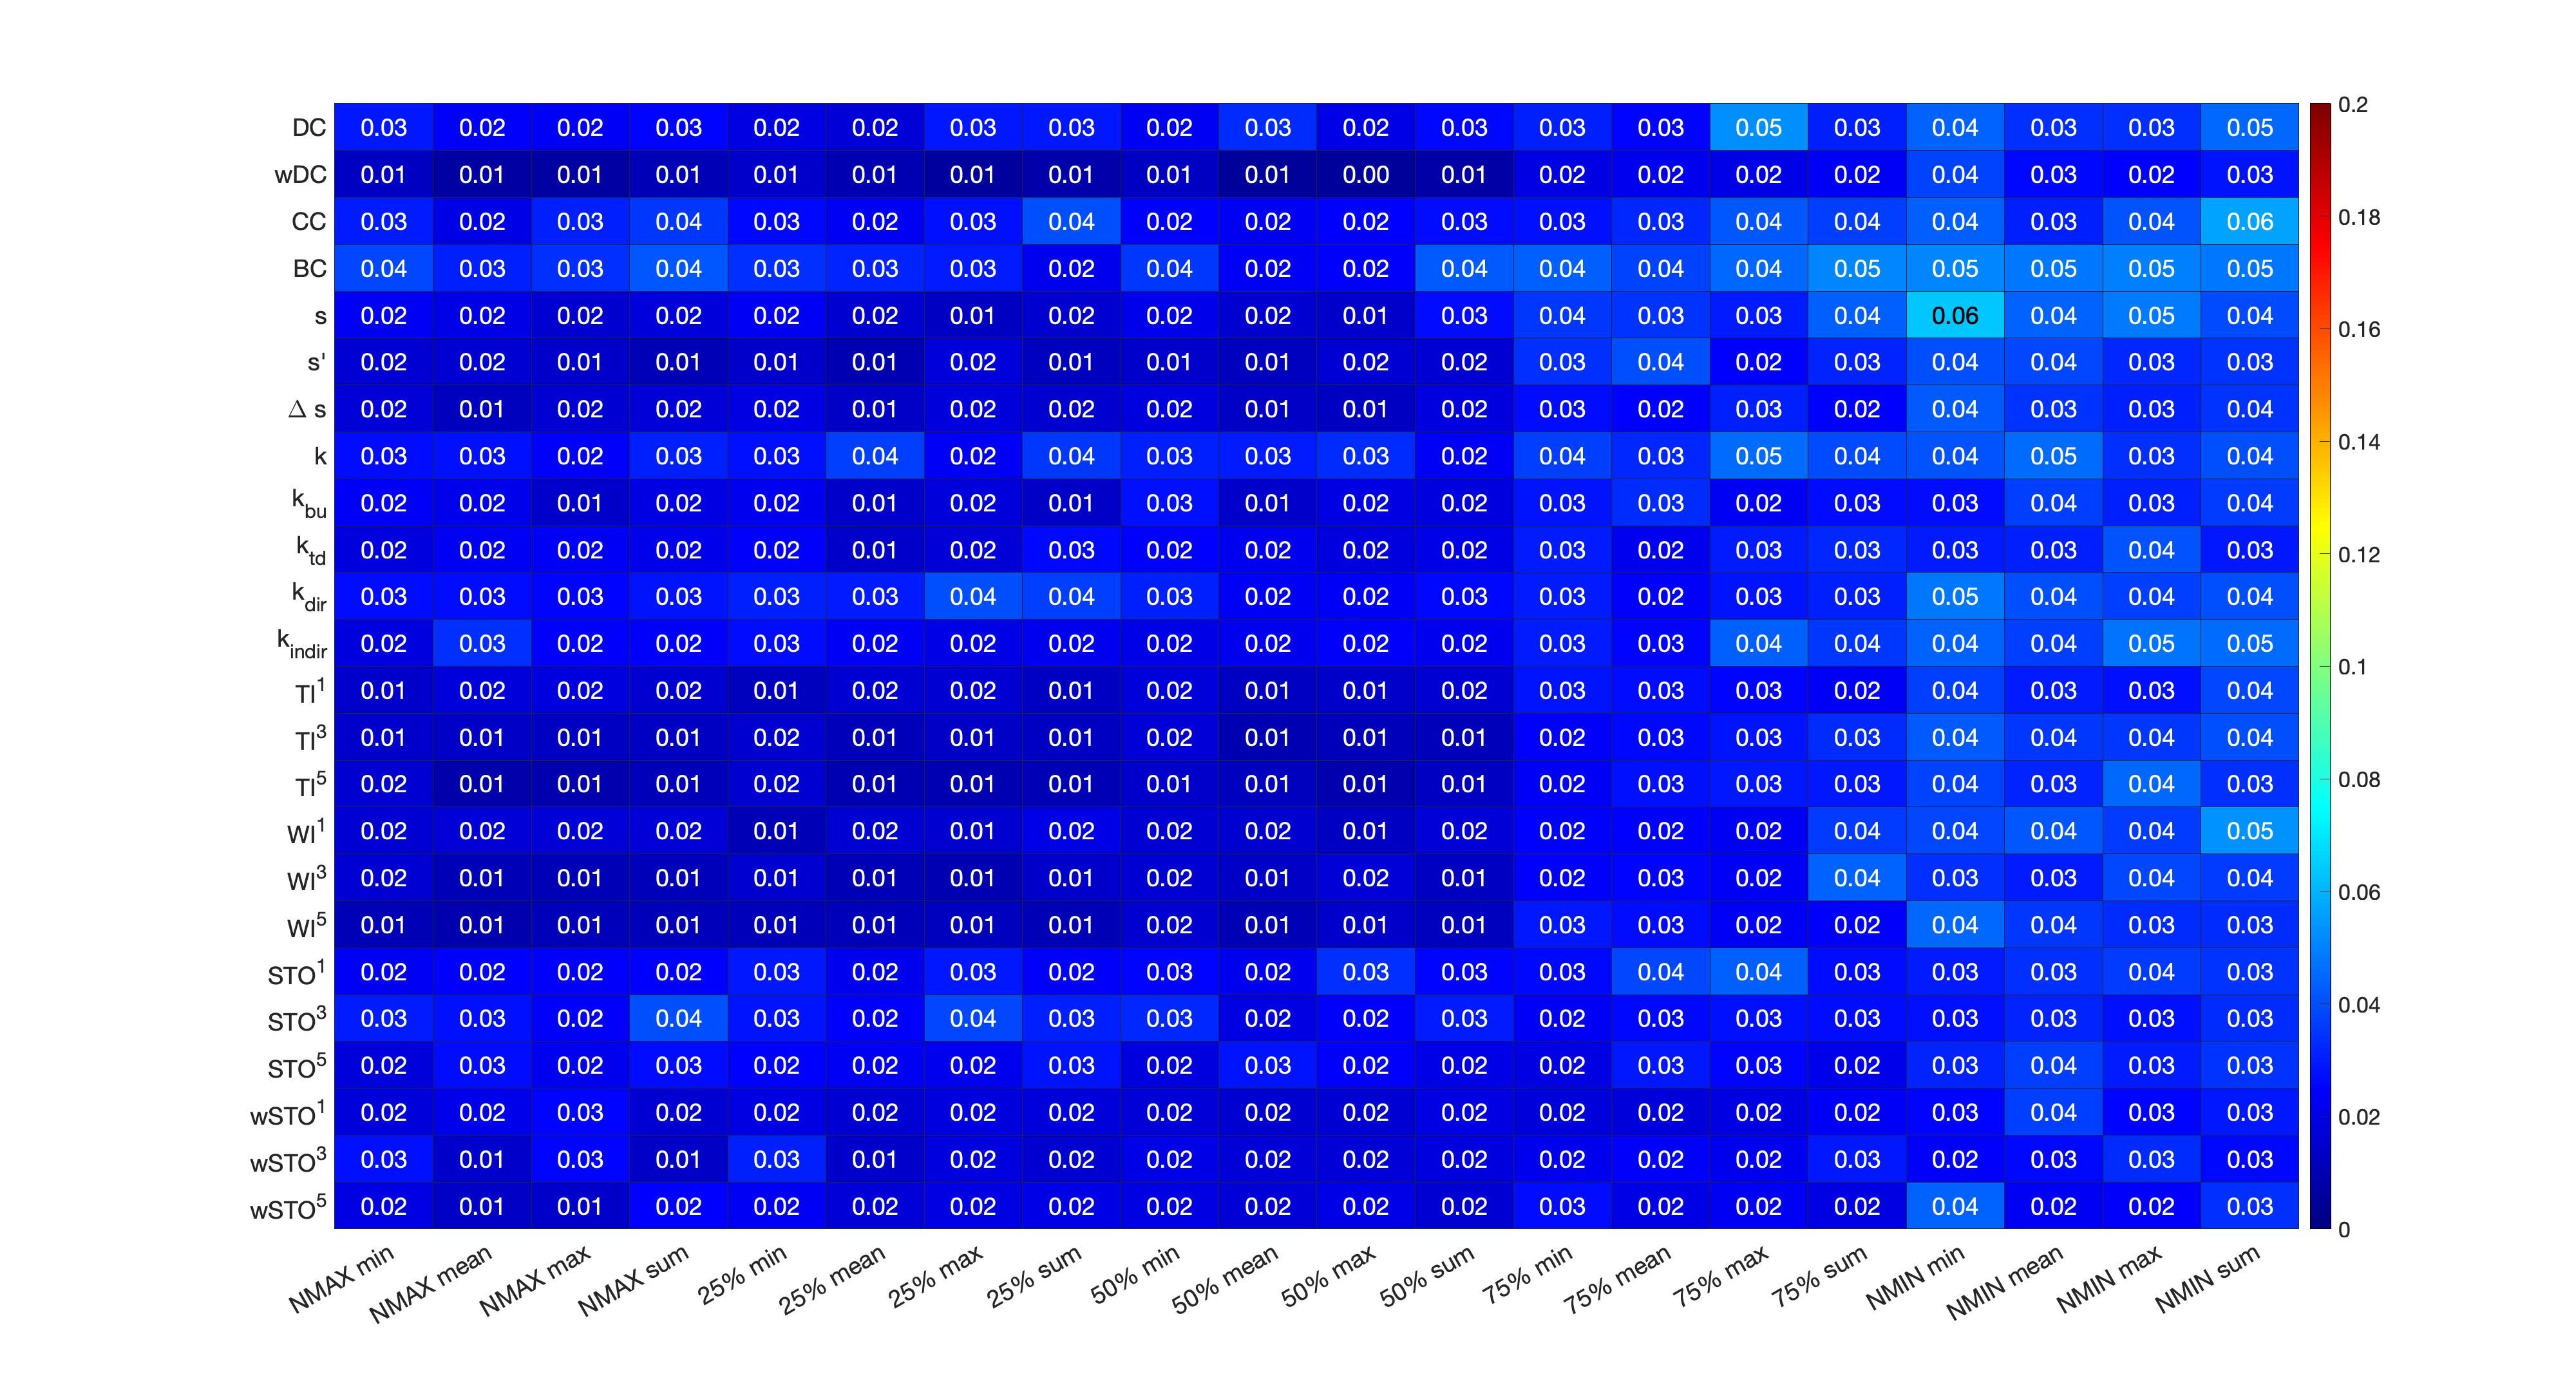 DC 0.03 0.02 0.02 0.03 0.02 0.02 0.03 0.03 0.02 0.03 0.02 0.03 0.03 0.03 0.05 0.03 0.04 0.03 0.03 0.05
wDC 0.01 0.01 0.01 0.01 0.01 0.01 0.01 0.01 0.01 0.01 0.00 0.01 0.02 0.02 0.02 0.02 0.04 0.03 0.02 0.03
CC 0.03 0.02 0.03 0.04 0.03 0.02 0.03 0.04 0.02 0.02 0.02 0.03 0.03 0.03 0.04 0.04 0.04 0.03 0.04 0.06
BC 0.04 0.03 0.03 0.04 0.03 0.03 0.03 0.02 0.04 0.02 0.02 0.04 0.04 0.04 0.04 0.05 0.05 0.05 0.05 0.05
s 0.02 0.02 0.02 0.02 0.02 0.02 0.01 0.02 0.02 0.02 0.01 0.03 0.04 0.03 0.03 0.04 0.06 0.04 0.05 0.04
s' 0.02 0.02 0.01 0.01 0.01 0.01 0.02 0.01 0.01 0.01 0.02 0.02 0.03 0.04 0.02 0.03 0.04 0.04 0.03 0.03
Δ s 0.02 0.01 0.02 0.02 0.02 0.01 0.02 0.02 0.02 0.01 0.01 0.02 0.03 0.02 0.03 0.02 0.04 0.03 0.03 0.04
k 0.03 0.03 0.02 0.03 0.03 0.04 0.02 0.04 0.03 0.03 0.03 0.02 0.04 0.03 0.05 0.04 0.04 0.05 0.03 0.04
k_bu 0.02 0.02 0.01 0.02 0.02 0.01 0.02 0.01 0.03 0.01 0.02 0.02 0.03 0.03 0.02 0.03 0.03 0.04 0.03 0.04
k_td 0.02 0.02 0.02 0.02 0.02 0.01 0.02 0.03 0.02 0.02 0.02 0.02 0.03 0.02 0.03 0.03 0.03 0.03 0.04 0.03
k_dir 0.03 0.03 0.03 0.03 0.03 0.03 0.04 0.04 0.03 0.02 0.02 0.03 0.03 0.02 0.03 0.03 0.05 0.04 0.04 0.04
k_indir 0.02 0.03 0.02 0.02 0.03 0.02 0.02 0.02 0.02 0.02 0.02 0.02 0.03 0.03 0.04 0.04 0.04 0.04 0.05 0.05
TI^1 0.01 0.02 0.02 0.02 0.01 0.02 0.02 0.01 0.02 0.01 0.01 0.02 0.03 0.03 0.03 0.02 0.04 0.03 0.03 0.04
TI^3 0.01 0.01 0.01 0.01 0.02 0.01 0.01 0.01 0.02 0.01 0.01 0.01 0.02 0.03 0.03 0.03 0.04 0.04 0.04 0.04
TI^5 0.02 0.01 0.01 0.01 0.02 0.01 0.01 0.01 0.01 0.01 0.01 0.01 0.02 0.03 0.03 0.03 0.04 0.03 0.04 0.03
WI^1 0.02 0.02 0.02 0.02 0.01 0.02 0.01 0.02 0.02 0.02 0.01 0.02 0.02 0.02 0.02 0.04 0.04 0.04 0.04 0.05
WI^3 0.02 0.01 0.01 0.01 0.01 0.01 0.01 0.01 0.02 0.01 0.02 0.01 0.02 0.03 0.02 0.04 0.03 0.03 0.04 0.04
WI^5 0.01 0.01 0.01 0.01 0.01 0.01 0.01 0.01 0.02 0.01 0.01 0.01 0.03 0.03 0.02 0.02 0.04 0.04 0.03 0.03
STO^1 0.02 0.02 0.02 0.02 0.03 0.02 0.03 0.02 0.03 0.02 0.03 0.03 0.03 0.04 0.04 0.03 0.03 0.03 0.04 0.03
STO^3 0.03 0.03 0.02 0.04 0.03 0.02 0.04 0.03 0.03 0.02 0.02 0.03 0.02 0.03 0.03 0.03 0.03 0.03 0.03 0.03
STO^5 0.02 0.03 0.02 0.03 0.02 0.02 0.02 0.03 0.02 0.03 0.02 0.02 0.02 0.03 0.03 0.02 0.03 0.04 0.03 0.03
wSTO^1 0.02 0.02 0.03 0.02 0.02 0.02 0.02 0.02 0.02 0.02 0.02 0.02 0.02 0.02 0.02 0.02 0.03 0.04 0.03 0.03
wSTO^3 0.03 0.01 0.03 0.01 0.03 0.01 0.02 0.02 0.02 0.02 0.02 0.02 0.02 0.02 0.02 0.03 0.02 0.03 0.03 0.03
wSTO^5 0.02 0.01 0.01 0.02 0.02 0.02 0.02 0.02 0.02 0.02 0.02 0.02 0.03 0.02 0.02 0.02 0.04 0.02 0.02 0.03
NMAX min NMAX mean NMAX max NMAX sum 25% min 25% mean 25% max 25% sum 50% min 50% mean 50% max 50% sum 75% min 75% mean 75% max 75% sum NMIN min NMIN mean NMIN max NMIN sum
0.2
0.18
0.16
0.14
0.12
0.1
0.08
0.06
0.04
0.02
0